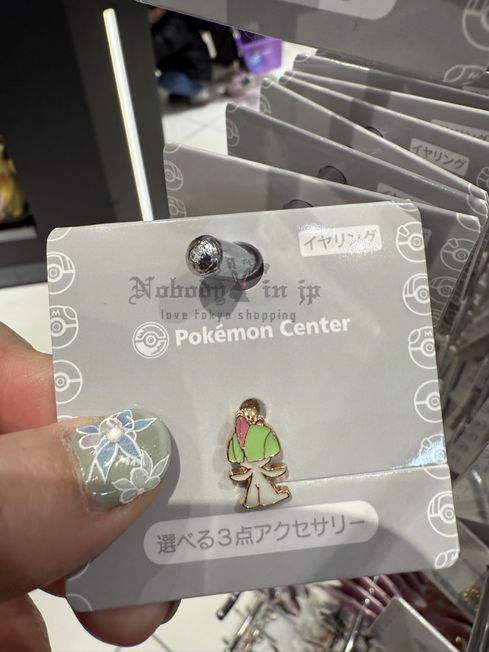 イヤリング
イヤリング
Nobody in jp
love tokyo shopping
Pokémon Center
選べる3点アクセサリー